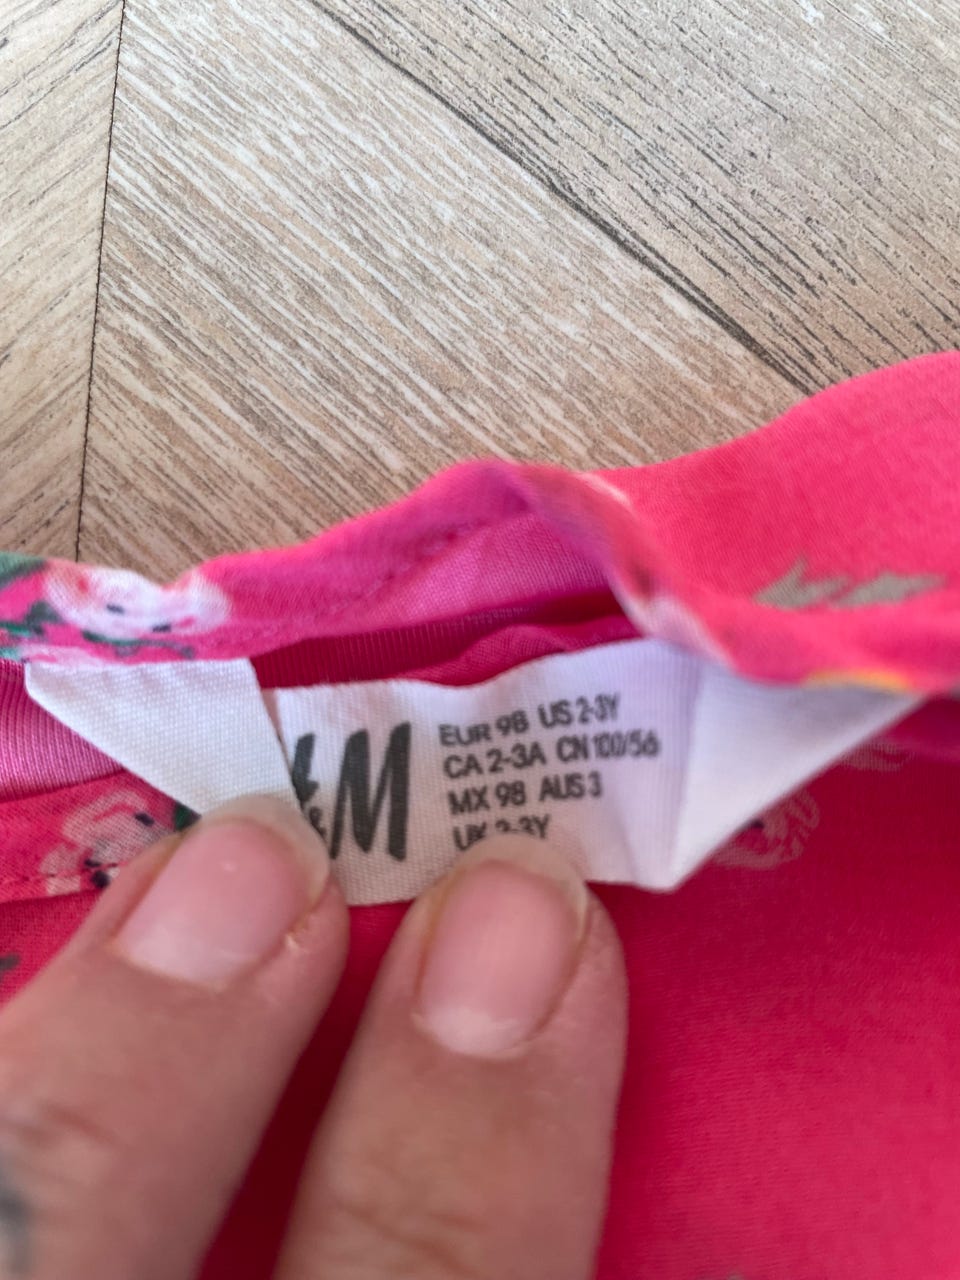 H&M
EUR 98 US 2-3Y
CA 2-3A CN 100/56
MX 98 AUS 3
UK 2-3Y